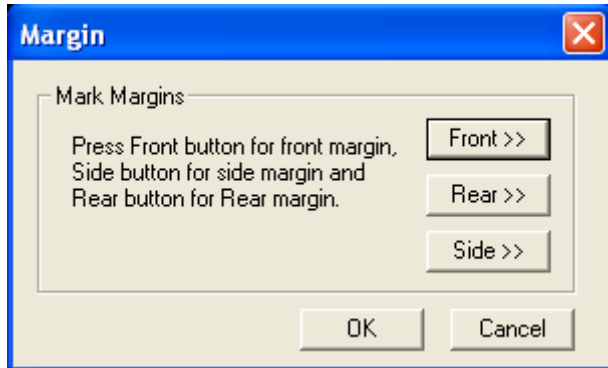 Margin
Mark Margins
Press Front button for front margin,
Side button for side margin and
Rear button for Rear margin.
Front >>
Rear >>
Side >>
OK
Cancel